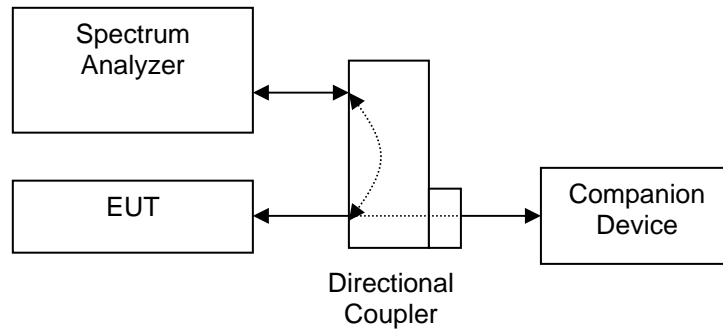 Spectrum
Analyzer
EUT
Companion
Device
Directional
Coupler